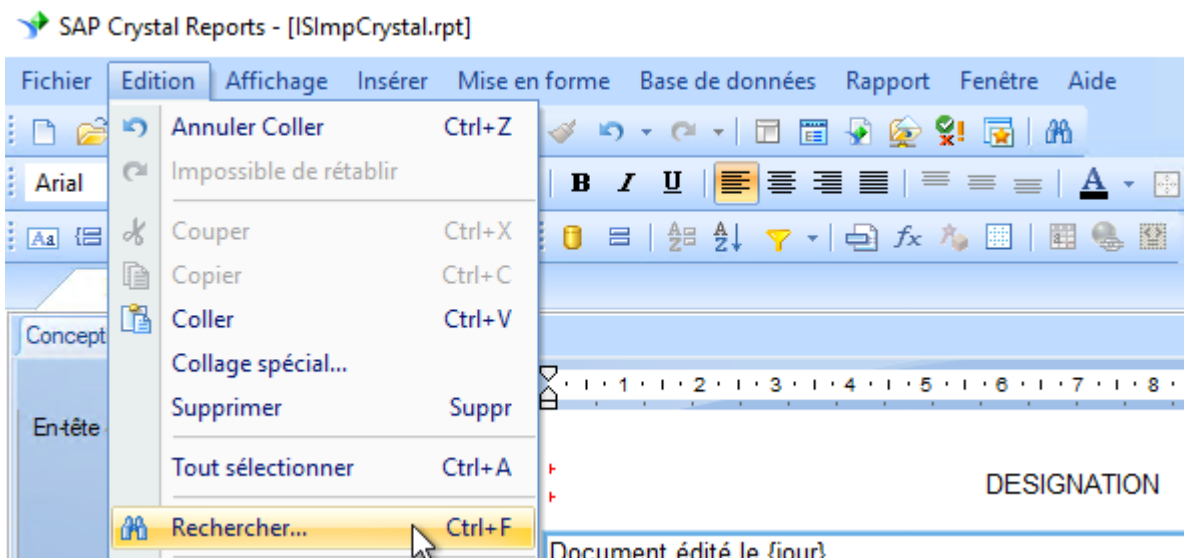 SAP Crystal Reports - [ISImpCrystal.rpt]
Fichier Edition Affichage Insérer Mise en forme Base de données Rapport Fenêtre Aide
Annuler Coller Ctrl+Z
Impossible de rétablir
Arial B I U A
Couper Ctrl+X
Copier Ctrl+C
Coller Ctrl+V
Concept
Collage spécial...
1 2 3 4 5 6 7 8
Supprimer Suppr
En-tête
Tout sélectionner Ctrl+A
DESIGNATION
Rechercher... Ctrl+F
Document édité le {jour}